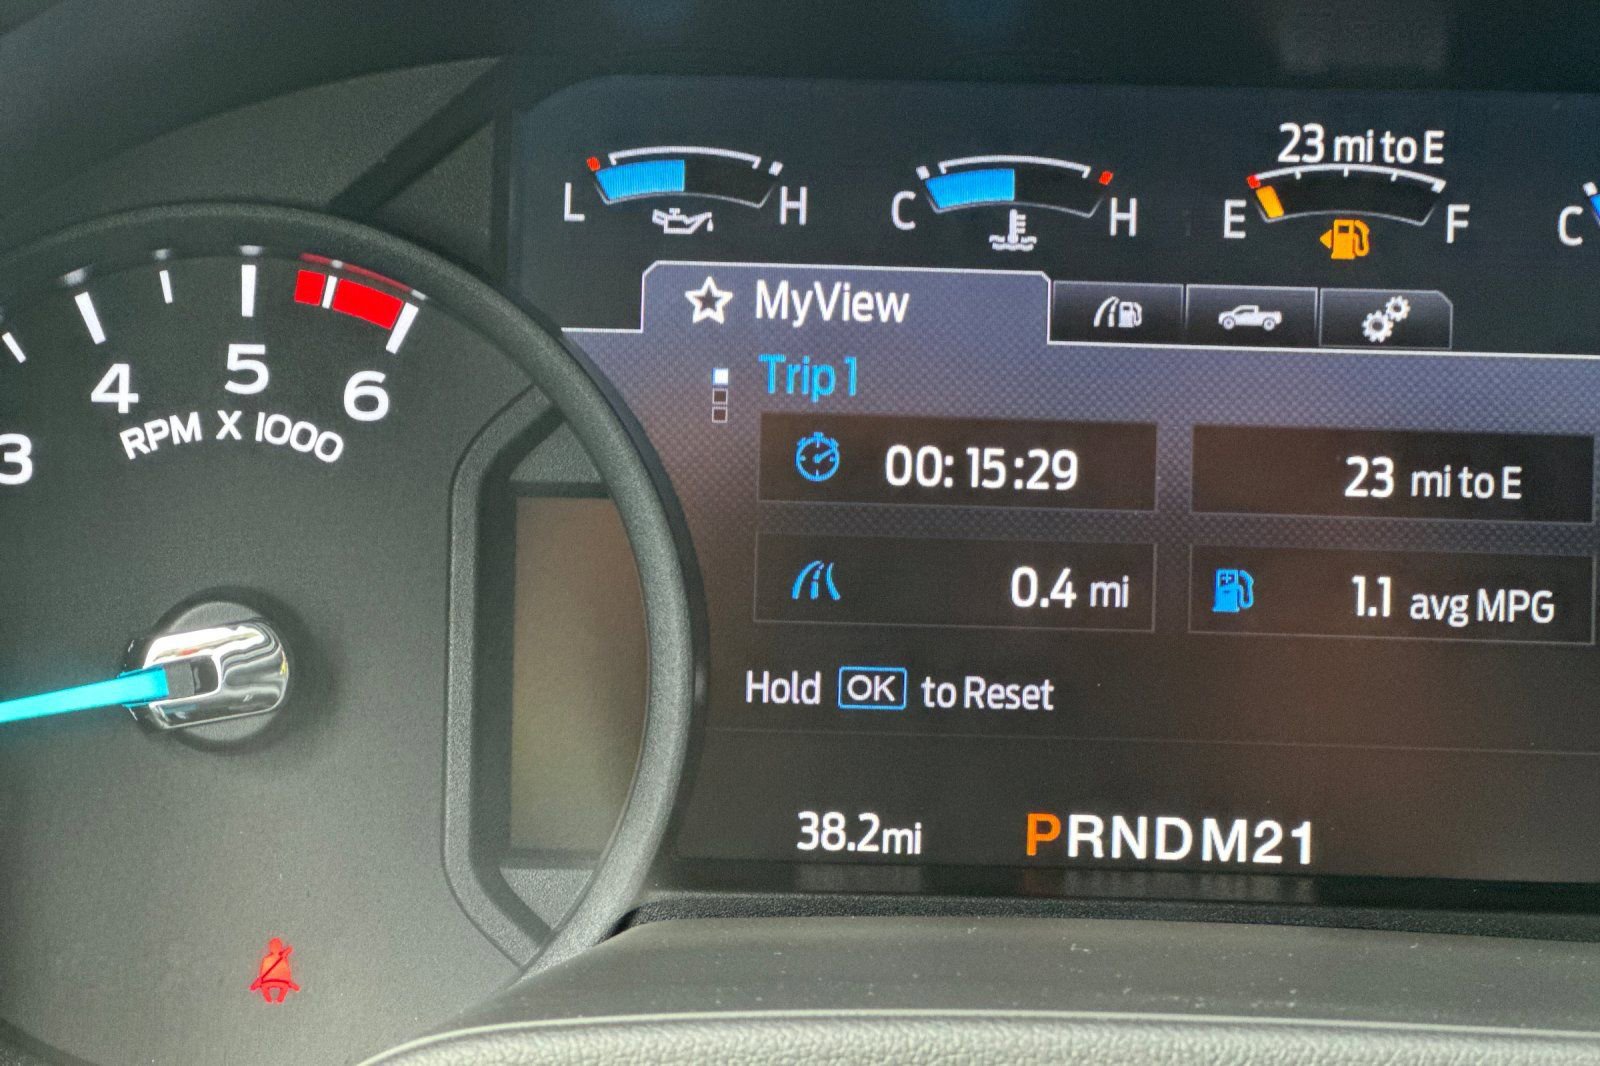 23 mi to E
L H
C H
E F
C
MyView
Trip 1
00:15:29
23 mi to E
0.4 mi
1.1 avg MPG
Hold OK to Reset
38.2mi
PRNDM21
3 4 5 6
RPM X 1000